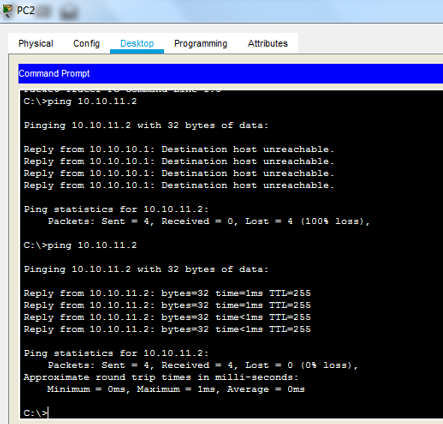 PC2
Physical Config Desktop Programming Attributes
Command Prompt
C:\>ping 10.10.11.2
Pinging 10.10.11.2 with 32 bytes of data:
Reply from 10.10.10.1: Destination host unreachable.
Reply from 10.10.10.1: Destination host unreachable.
Reply from 10.10.10.1: Destination host unreachable.
Reply from 10.10.10.1: Destination host unreachable.
Ping statistics for 10.10.11.2:
Packets: Sent = 4, Received = 0, Lost = 4 (100% loss),
C:\>ping 10.10.11.2
Pinging 10.10.11.2 with 32 bytes of data:
Reply from 10.10.11.2: bytes=32 time=1ms TTL=255
Reply from 10.10.11.2: bytes=32 time=1ms TTL=255
Reply from 10.10.11.2: bytes=32 time<1ms TTL=255
Reply from 10.10.11.2: bytes=32 time<1ms TTL=255
Ping statistics for 10.10.11.2:
Packets: Sent = 4, Received = 4, Lost = 0 (0% loss),
Approximate round trip times in milli-seconds:
Minimum = 0ms, Maximum = 1ms, Average = 0ms
C:\>